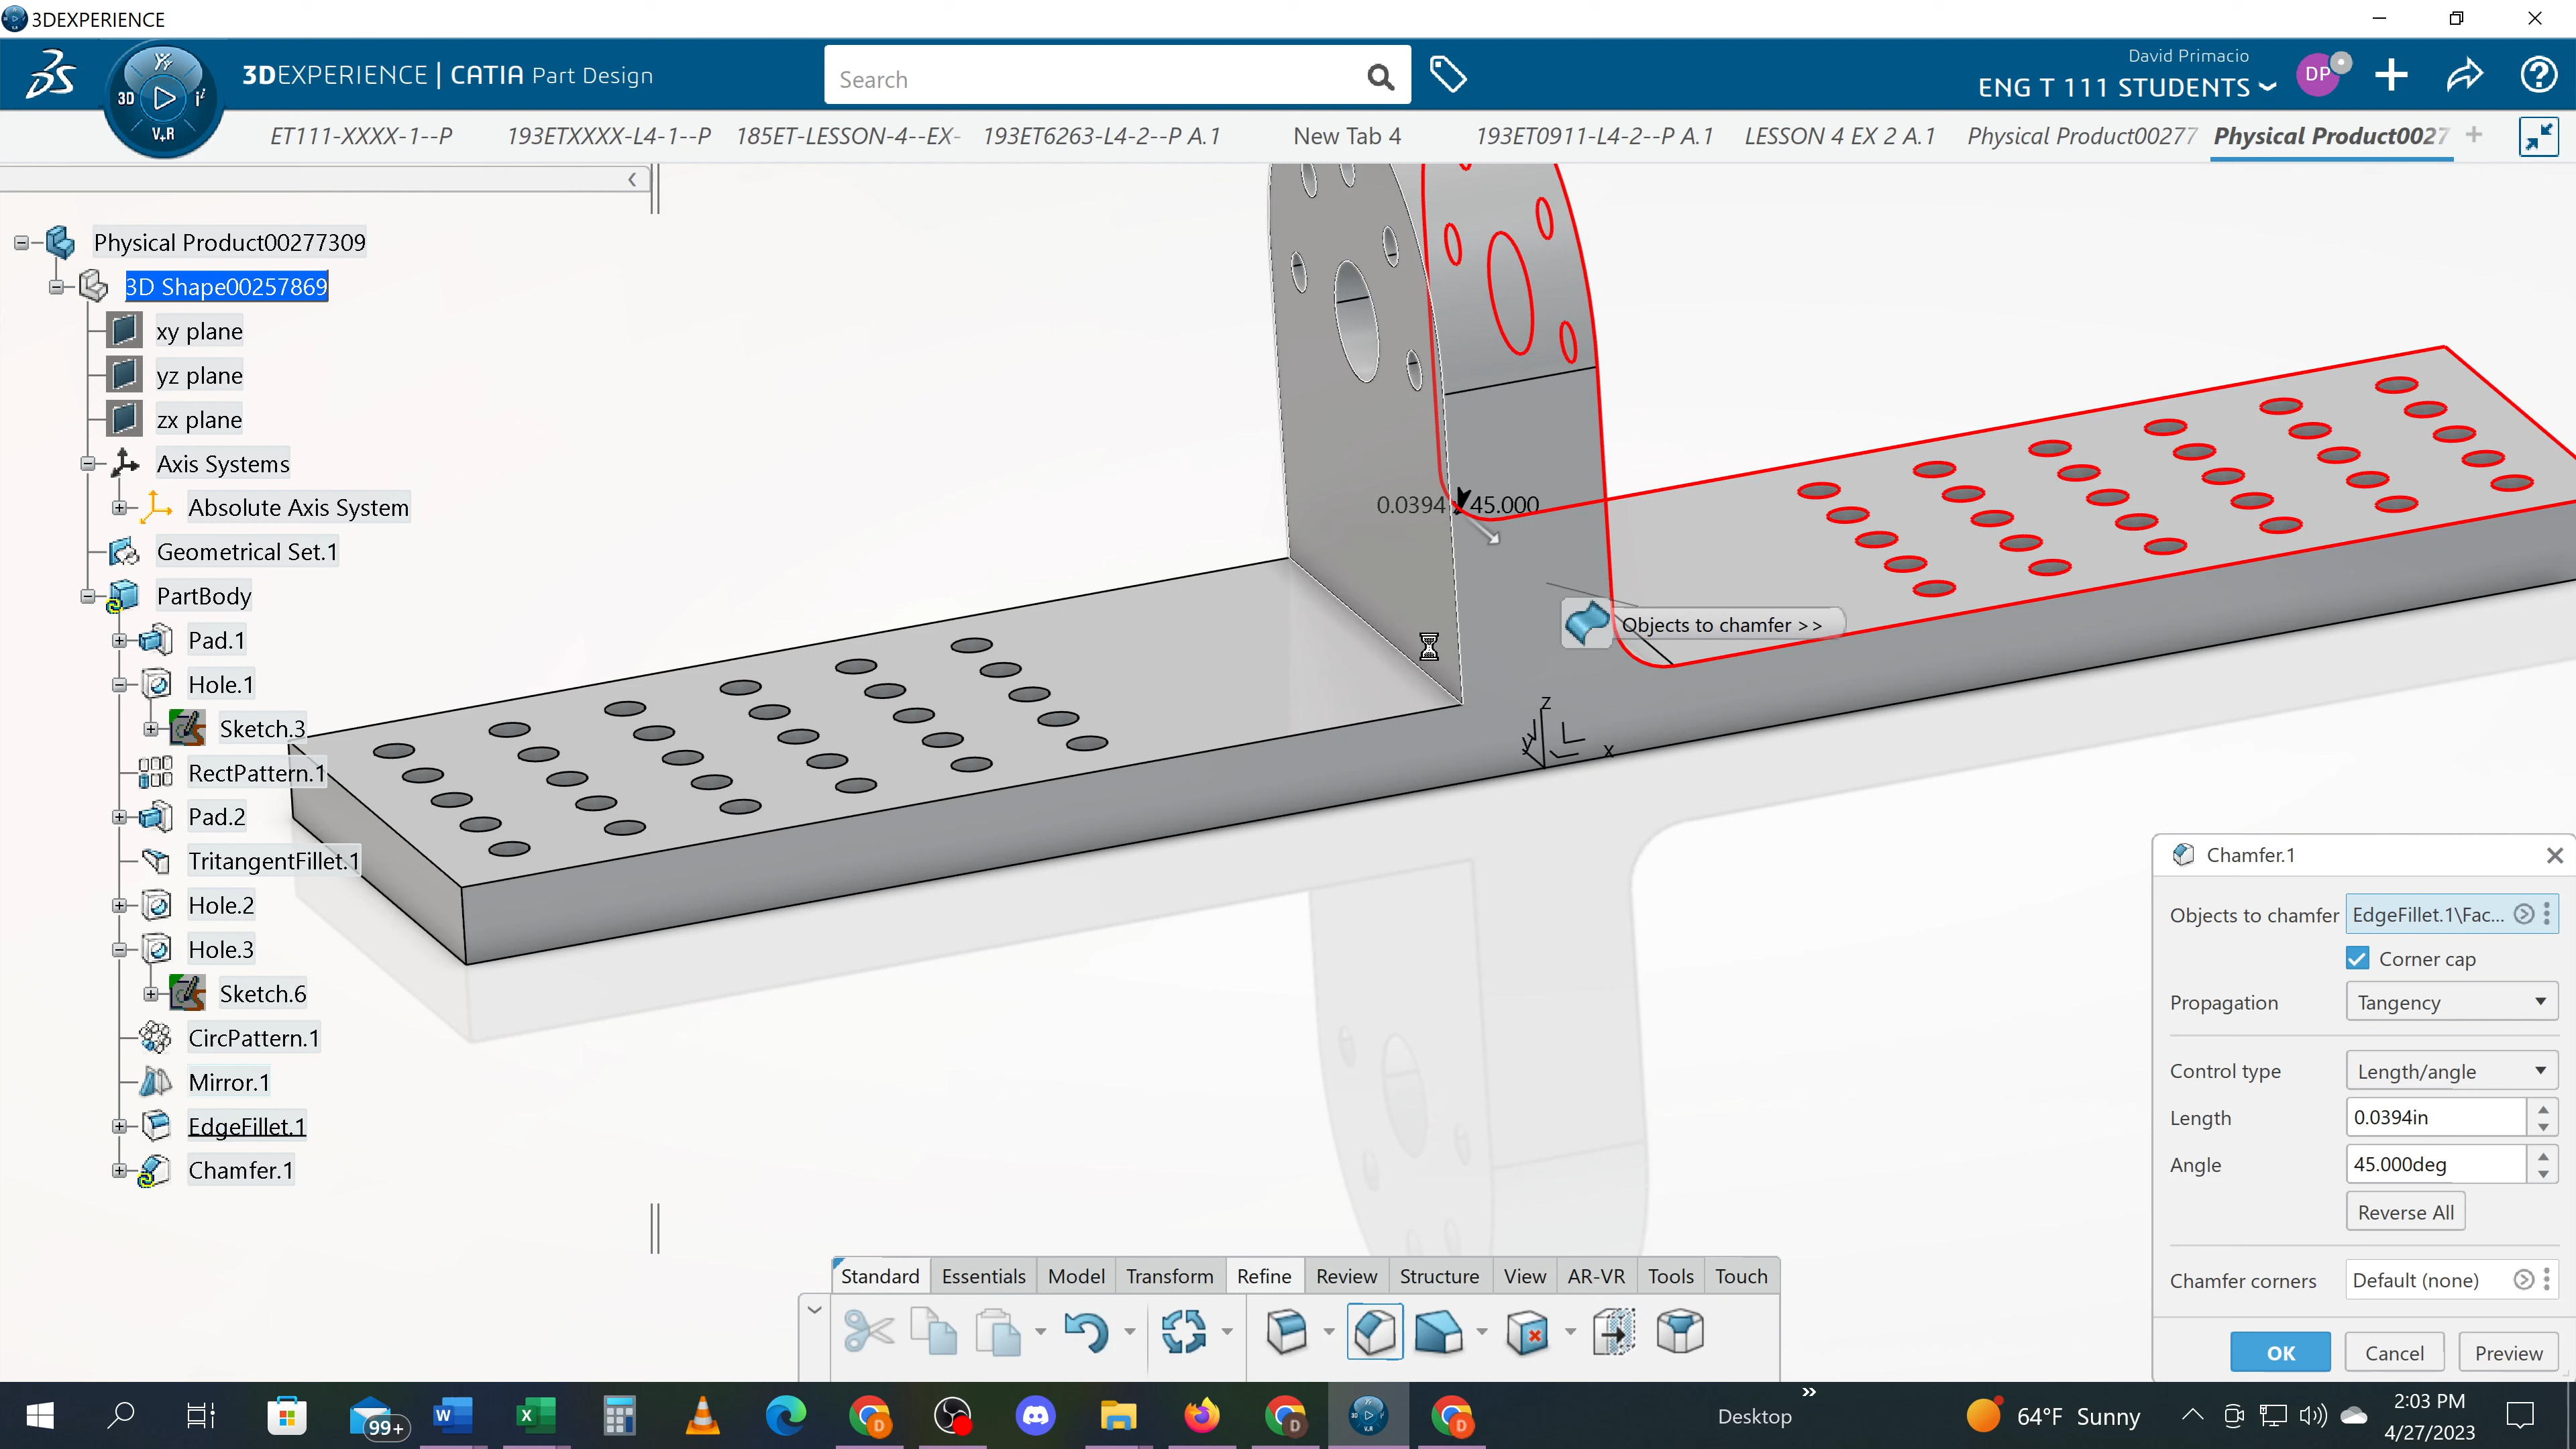 3DEXPERIENCE
3DEXPERIENCE | CATIA Part Design
3D
V+R
Search
David Primacio
ENG T 111 STUDENTS
DP
ET111-XXXX-1--P
193ETXXXX-L4-1--P
185ET-LESSON-4--EX-
193ET6263-L4-2--P A.1
New Tab 4
193ET0911-L4-2--P A.1
LESSON 4 EX 2 A.1
Physical Product00277
Physical Product0027
Physical Product00277309
3D Shape00257869
xy plane
yz plane
zx plane
Axis Systems
Absolute Axis System
Geometrical Set.1
PartBody
Pad.1
Hole.1
Sketch.3
RectPattern.1
Pad.2
TritangentFillet.1
Hole.2
Hole.3
Sketch.6
CircPattern.1
Mirror.1
EdgeFillet.1
Chamfer.1
0.0394
45.000
Objects to chamfer >>
z
y
x
Chamfer.1
Objects to chamfer
EdgeFillet.1\Fac...
Corner cap
Propagation
Tangency
Control type
Length/angle
Length
0.0394in
Angle
45.000deg
Reverse All
Chamfer corners
Default (none)
OK
Cancel
Preview
Standard
Essentials
Model
Transform
Refine
Review
Structure
View
AR-VR
Tools
Touch
99+
Desktop
64°F Sunny
2:03 PM
4/27/2023